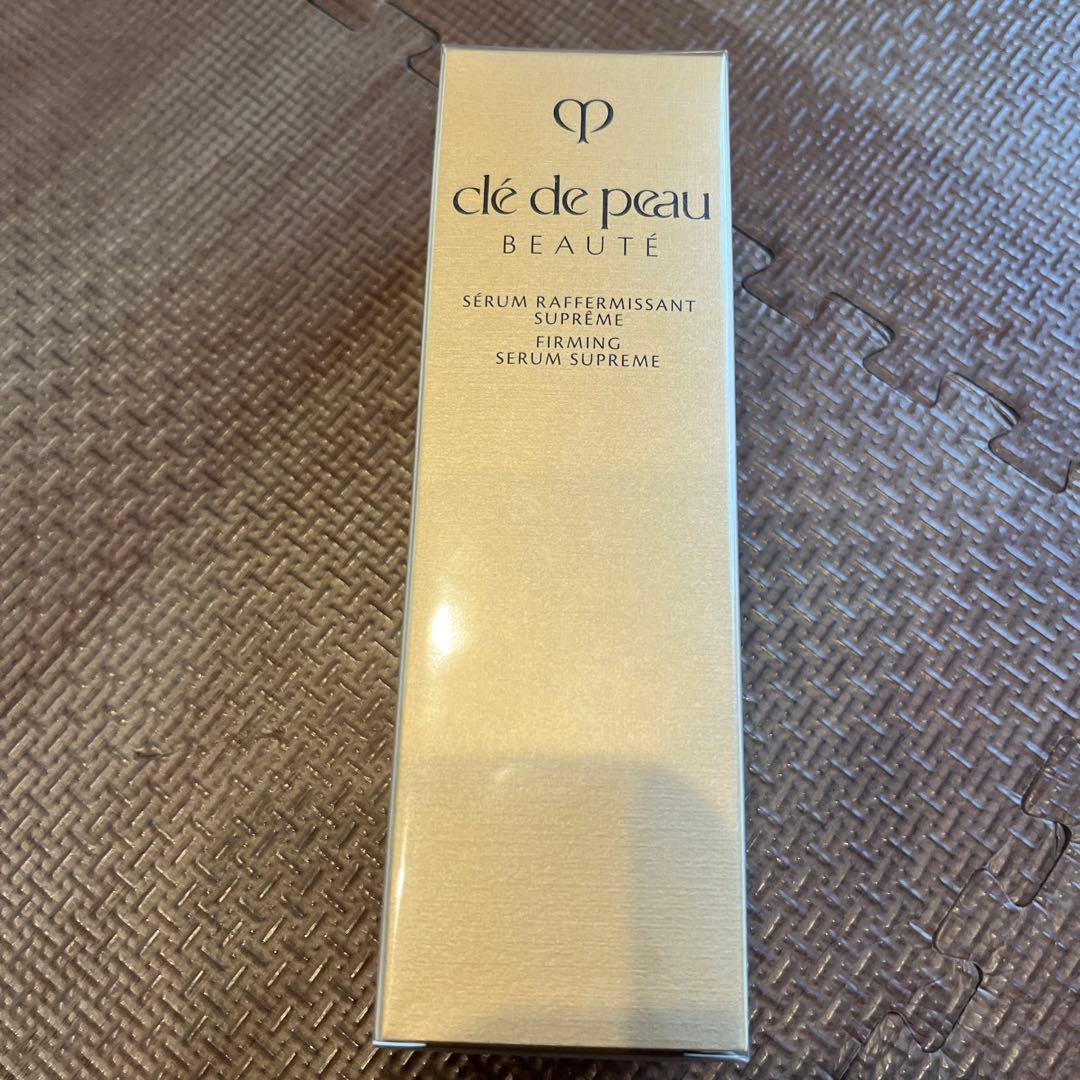 clé de peau
BEAUTÉ
SÉRUM RAFFERMISSANT
SUPRÊME
FIRMING
SERUM SUPREME